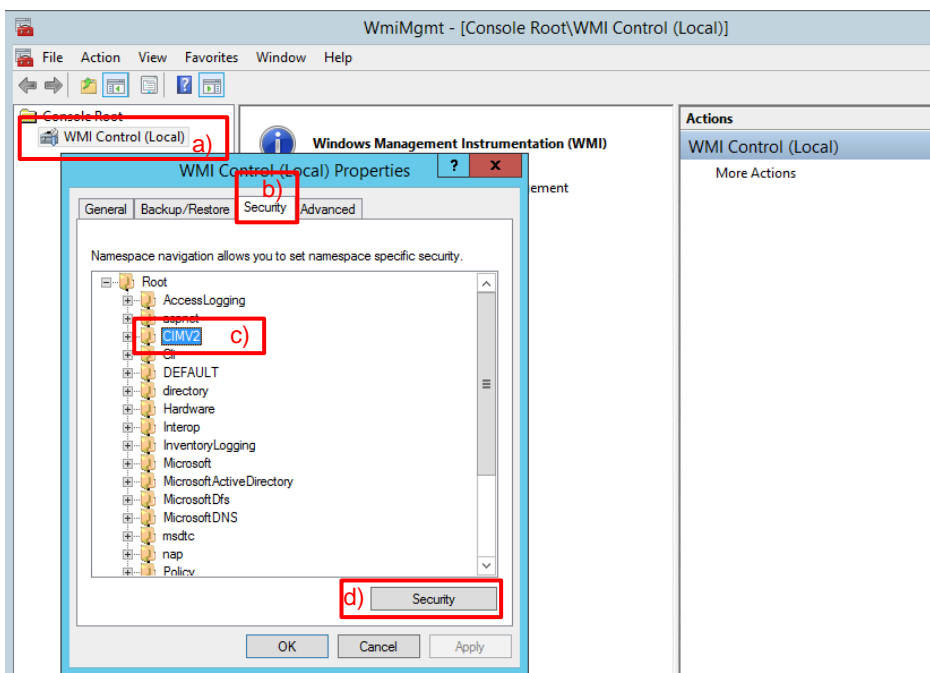 WmiMgmt - [Console Root\WMI Control (Local)]
File Action View Favorites Window Help
Console Root
WMI Control (Local) a)
Windows Management Instrumentation (WMI)
ement
Actions
WMI Control (Local)
More Actions
WMI Control (Local) Properties ? x
b)
General Backup/Restore Security Advanced
Namespace navigation allows you to set namespace specific security.
Root
AccessLogging
aspnet
CIMV2 c)
Cli
DEFAULT
directory
Hardware
Interop
InventoryLogging
Microsoft
MicrosoftActiveDirectory
MicrosoftDfs
MicrosoftDNS
msdtc
nap
Policy
d) Security
OK Cancel Apply